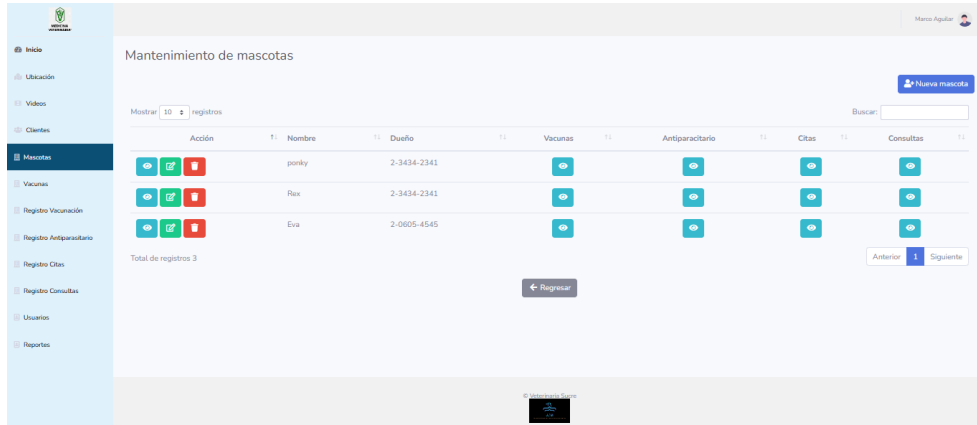 MEDICINA
VETERINARIA
Marco Aguilar
Inicio
Ubicación
Videos
Clientes
Mascotas
Vacunas
Registro Vacunación
Registro Antiparasitario
Registro Citas
Registro Consultas
Usuarios
Reportes
Mantenimiento de mascotas
Nueva mascota
Mostrar 10 registros
Buscar:
Acción Nombre Dueño Vacunas Antiparacitario Citas Consultas
ponky 2-3434-2341
Rex 2-3434-2341
Eva 2-0605-4545
Total de registros 3
Anterior 1 Siguiente
Regresar
© Veterinaria